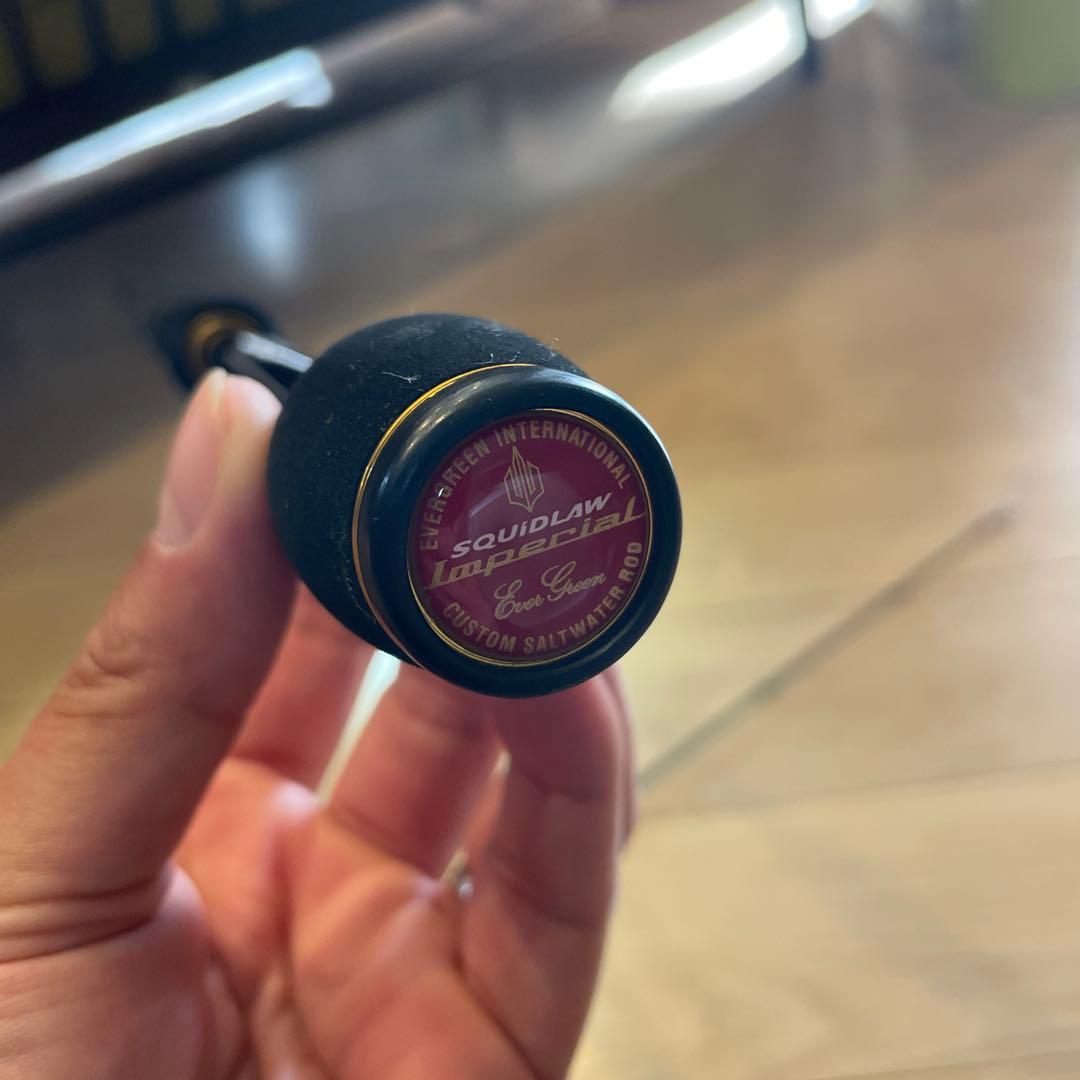 EVERGREEN INTERNATIONAL
SQUiDLAW
Imperial
Ever Green
CUSTOM SALTWATER ROD